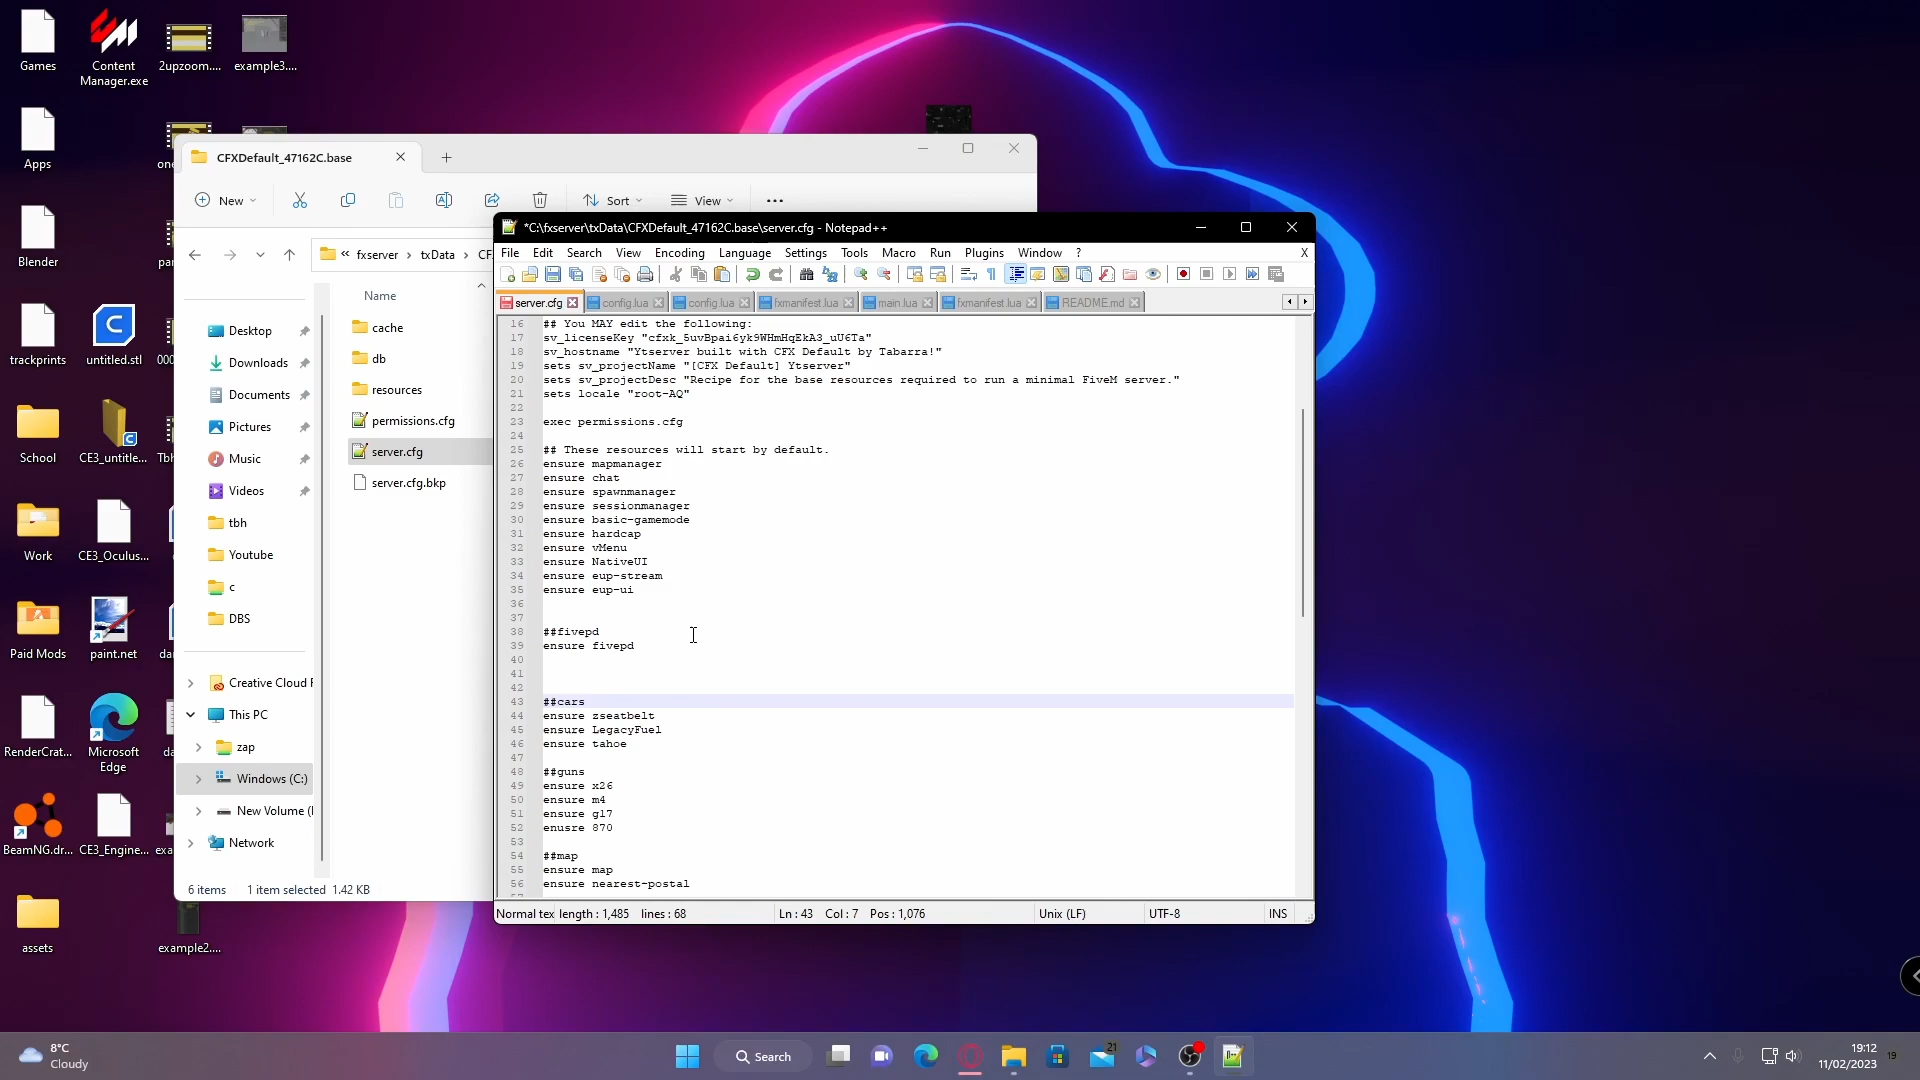 Games
Content
Manager.exe
2upzoom....
example3....
Apps
Blender
trackprints
untitled.stl
School
CE3_untitle...
Work
CE3_Oculus...
Paid Mods
paint.net
RenderCrat...
Microsoft
Edge
BeamNG.dr...
CE3_Engine...
assets
example2....
CFXDefault_47162C.base
New
Sort
View
« fxserver > txData > CF
Name
cache
db
resources
permissions.cfg
server.cfg
server.cfg.bkp
Desktop
Downloads
Documents
Pictures
Music
Videos
tbh
Youtube
c
DBS
Creative Cloud F
This PC
zap
Windows (C:)
New Volume (
Network
6 items 1 item selected 1.42 KB
*C:\fxserver\txData\CFXDefault_47162C.base\server.cfg - Notepad++
File Edit Search View Encoding Language Settings Tools Macro Run Plugins Window ? X
server.cfg config.lua config.lua fxmanifest.lua main.lua fxmanifest.lua README.md
16 ## You MAY edit the following:
17 sv_licenseKey "cfxk_5uvBpai6yk9WHmHqEkA3_uU6Ta"
18 sv_hostname "Ytserver built with CFX Default by Tabarra!"
19 sets sv_projectName "[CFX Default] Ytserver"
20 sets sv_projectDesc "Recipe for the base resources required to run a minimal FiveM server."
21 sets locale "root-AQ"
22
23 exec permissions.cfg
24
25 ## These resources will start by default.
26 ensure mapmanager
27 ensure chat
28 ensure spawnmanager
29 ensure sessionmanager
30 ensure basic-gamemode
31 ensure hardcap
32 ensure vMenu
33 ensure NativeUI
34 ensure eup-stream
35 ensure eup-ui
36
37
38 ##fivepd
39 ensure fivepd
40
41
42
43 ##cars
44 ensure zseatbelt
45 ensure LegacyFuel
46 ensure tahoe
47
48 ##guns
49 ensure x26
50 ensure m4
51 ensure g17
52 enusre 870
53
54 ##map
55 ensure map
56 ensure nearest-postal
Normal tex length : 1,485 lines : 68 Ln : 43 Col : 7 Pos : 1,076 Unix (LF) UTF-8 INS
8°C
Cloudy
Search
21
19:12
11/02/2023
19